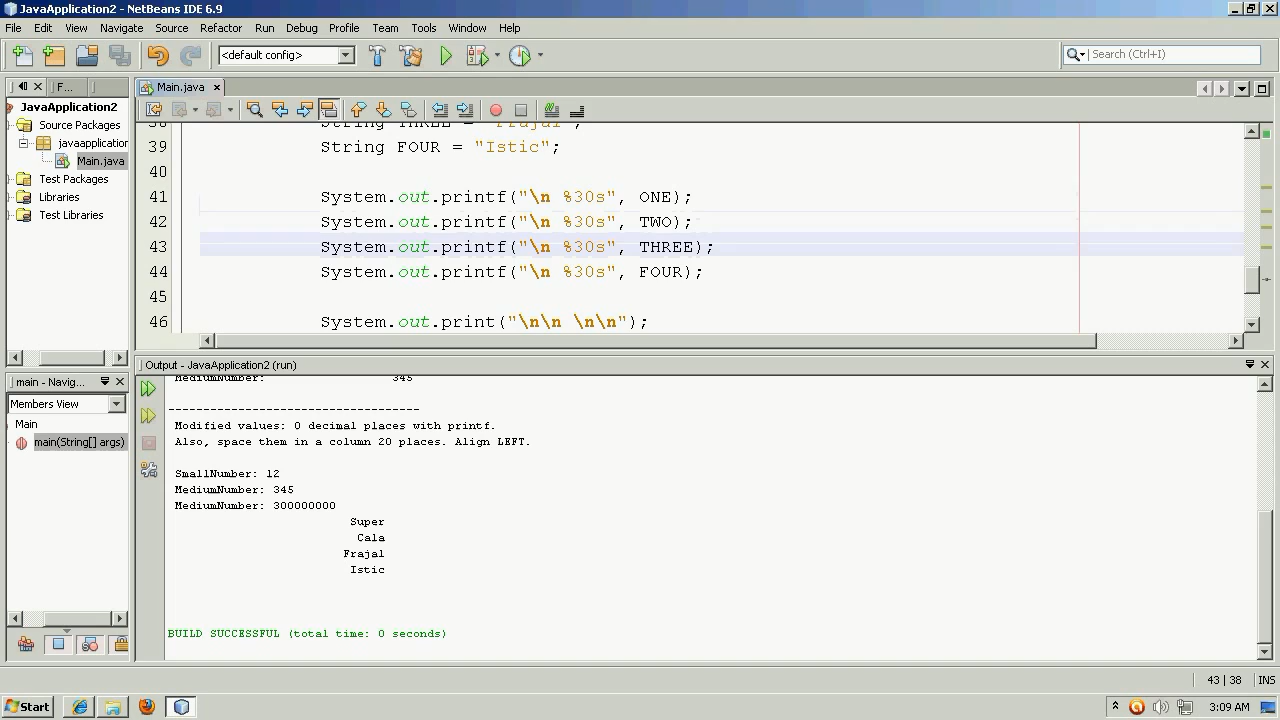 JavaApplication2 - NetBeans IDE 6.9
File Edit View Navigate Source Refactor Run Debug Profile Team Tools Window Help
<default config>
Search (Ctrl+I)
F...
Main.java
JavaApplication2
Source Packages
javaapplication
Main.java
Test Packages
Libraries
Test Libraries
38 String THREE = "Frajal";
39 String FOUR = "Istic";
40
41 System.out.printf("\n %30s", ONE);
42 System.out.printf("\n %30s", TWO);
43 System.out.printf("\n %30s", THREE);
44 System.out.printf("\n %30s", FOUR);
45
46 System.out.print("\n\n \n\n");
Output - JavaApplication2 (run)
main - Navig...
Members View
Main
main(String[] args)
MediumNumber: 345
------------------------------------
Modified values: 0 decimal places with printf.
Also, space them in a column 20 places. Align LEFT.
SmallNumber: 12
MediumNumber: 345
MediumNumber: 300000000
Super
Cala
Frajal
Istic
BUILD SUCCESSFUL (total time: 0 seconds)
43 | 38 INS
Start
3:09 AM